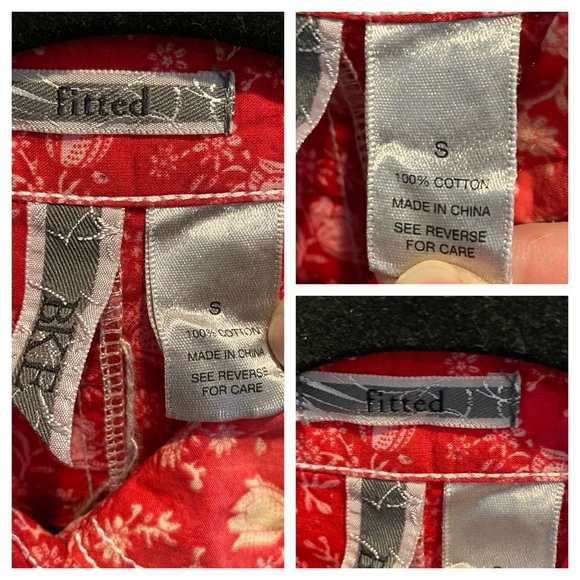 fitted
BIKE
S
100% COTTON
MADE IN CHINA
SEE REVERSE
FOR CARE
S
100% COTTON
MADE IN CHINA
SEE REVERSE
FOR CARE
fitted